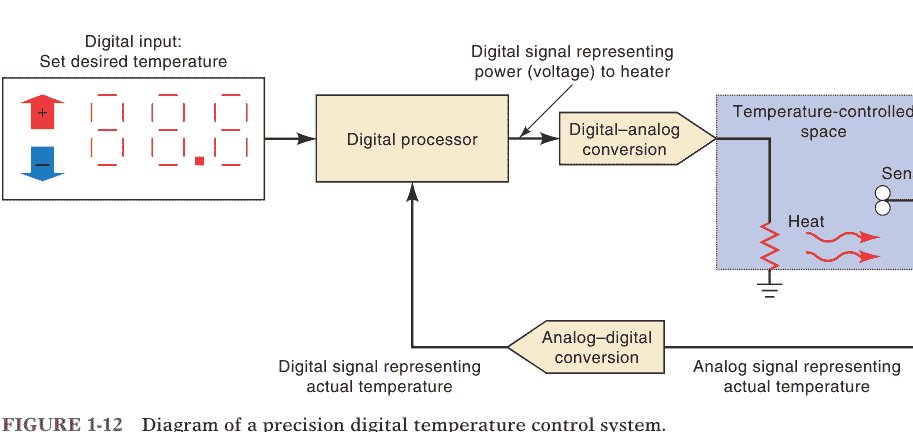 Digital input:
Set desired temperature
Digital signal representing
power (voltage) to heater
+
−
Digital processor
Digital–analog
conversion
Temperature-controlled
space
Sen
Heat
Analog–digital
conversion
Digital signal representing
actual temperature
Analog signal representing
actual temperature
FIGURE 1-12 Diagram of a precision digital temperature control system.